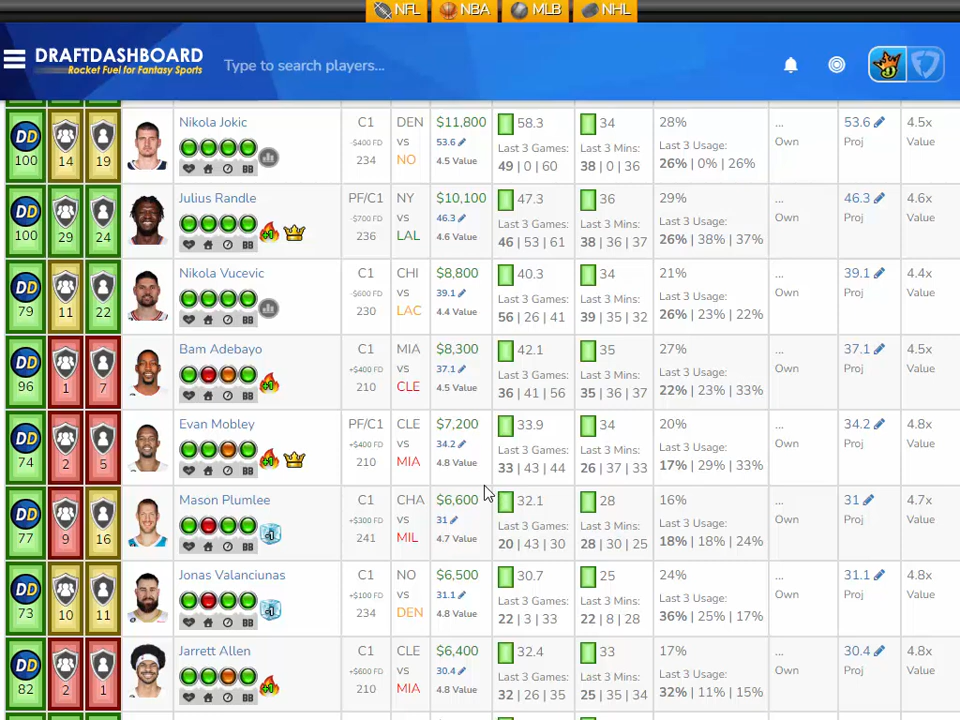 NFL NBA MLB NHL
DRAFTDASHBOARD
Rocket Fuel for Fantasy Sports
Type to search players...
Nikola Jokic C1 DEN $11,800 58.3 34 28% ... 53.6 4.5x
DD -$400 FD vs 53.6 Last 3 Games: Last 3 Mins: Last 3 Usage: Own Proj Value
100 14 19 BB 234 NO 4.5 Value 49 | 0 | 60 38 | 0 | 36 26% | 0% | 26%
Julius Randle PF/C1 NY $10,100 47.3 36 29% ... 46.3 4.6x
DD -$700 FD vs 46.3 Last 3 Games: Last 3 Mins: Last 3 Usage: Own Proj Value
100 29 24 +1 BB 236 LAL 4.6 Value 46 | 53 | 61 38 | 36 | 37 26% | 38% | 37%
Nikola Vucevic C1 CHI $8,800 40.3 34 21% ... 39.1 4.4x
DD -$600 FD vs 39.1 Last 3 Games: Last 3 Mins: Last 3 Usage: Own Proj Value
79 11 22 BB 230 LAC 4.4 Value 56 | 26 | 41 39 | 35 | 32 26% | 23% | 22%
Bam Adebayo C1 MIA $8,300 42.1 35 27% ... 37.1 4.5x
DD +$400 FD vs 37.1 Last 3 Games: Last 3 Mins: Last 3 Usage: Own Proj Value
96 1 7 +1 BB 210 CLE 4.5 Value 36 | 41 | 56 35 | 36 | 37 22% | 23% | 33%
Evan Mobley PF/C1 CLE $7,200 33.9 34 20% ... 34.2 4.8x
DD +$400 FD vs 34.2 Last 3 Games: Last 3 Mins: Last 3 Usage: Own Proj Value
74 2 5 +1 BB 210 MIA 4.8 Value 33 | 43 | 44 26 | 37 | 33 17% | 29% | 33%
Mason Plumlee C1 CHA $6,600 32.1 28 16% ... 31 4.7x
DD +$300 FD vs 31 Last 3 Games: Last 3 Mins: Last 3 Usage: Own Proj Value
77 9 16 -1 BB 241 MIL 4.7 Value 20 | 43 | 30 28 | 30 | 25 18% | 18% | 24%
Jonas Valanciunas C1 NO $6,500 30.7 25 24% ... 31.1 4.8x
DD +$100 FD vs 31.1 Last 3 Games: Last 3 Mins: Last 3 Usage: Own Proj Value
73 10 11 -1 BB 234 DEN 4.8 Value 22 | 3 | 33 22 | 8 | 28 36% | 25% | 17%
Jarrett Allen C1 CLE $6,400 32.4 33 17% ... 30.4 4.8x
DD +$600 FD vs 30.4 Last 3 Games: Last 3 Mins: Last 3 Usage: Own Proj Value
82 2 1 +1 BB 210 MIA 4.8 Value 32 | 26 | 35 25 | 35 | 34 32% | 11% | 15%